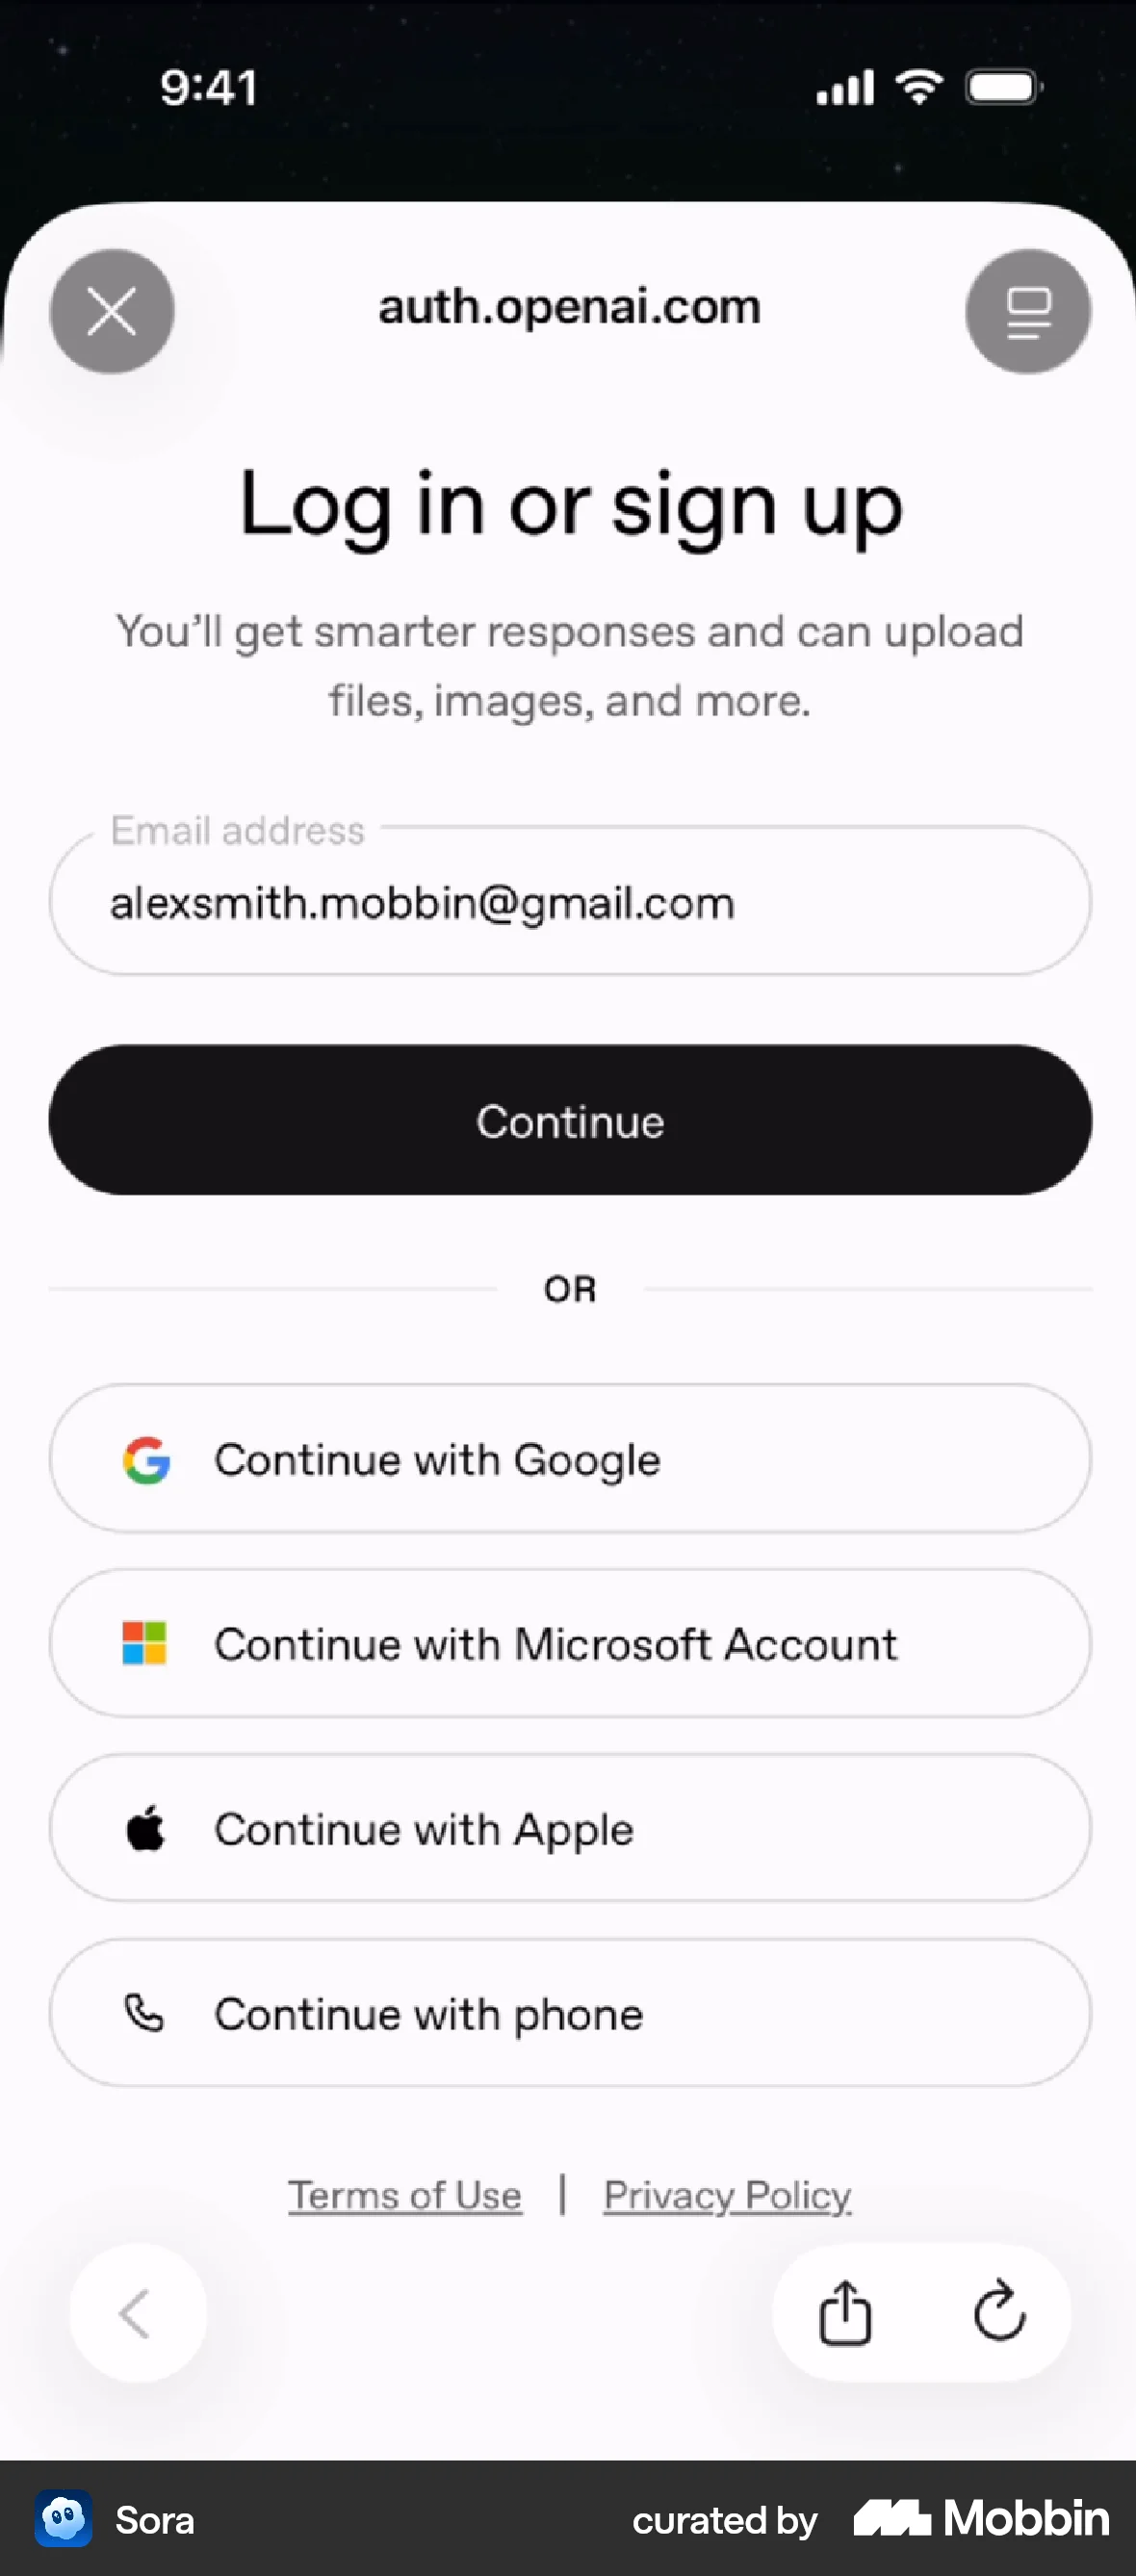 9:41
auth.openai.com
Log in or sign up
You’ll get smarter responses and can upload
files, images, and more.
Email address
alexsmith.mobbin@gmail.com
Continue
OR
Continue with Google
Continue with Microsoft Account
Continue with Apple
Continue with phone
Terms of Use | Privacy Policy
Sora curated by Mobbin